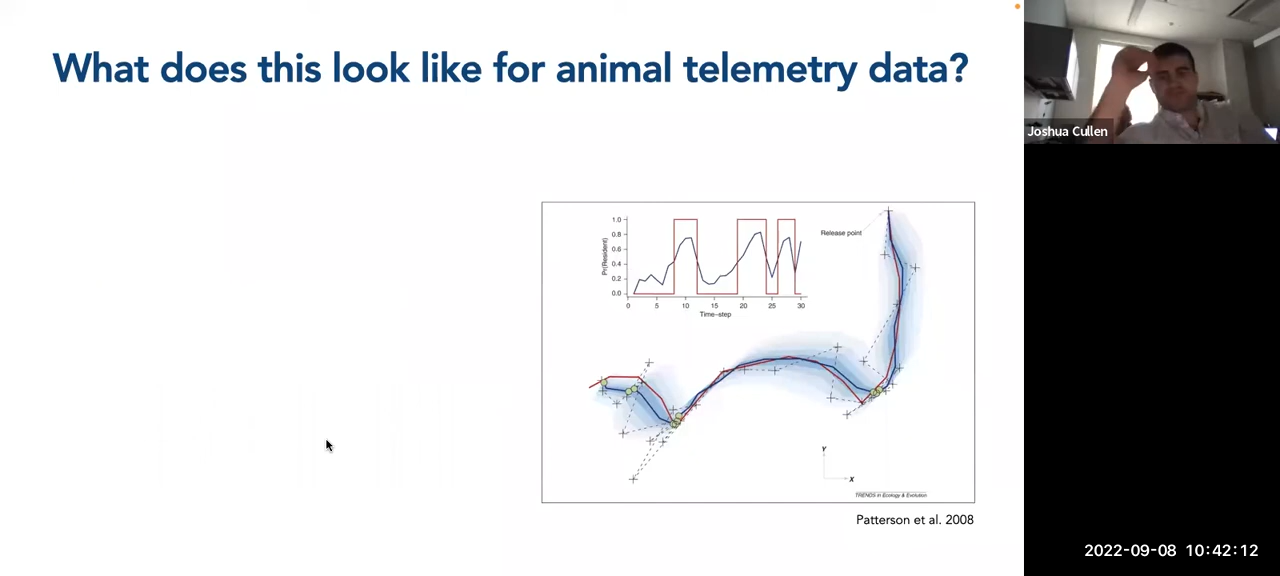 What does this look like for animal telemetry data?
Joshua Cullen
1.0
0.8
0.6
0.4
0.2
0.0
Pr(Resident)
0 5 10 15 20 25 30
Time–step
Release point
Y
X
TRENDS in Ecology & Evolution
Patterson et al. 2008
2022-09-08 10:42:12